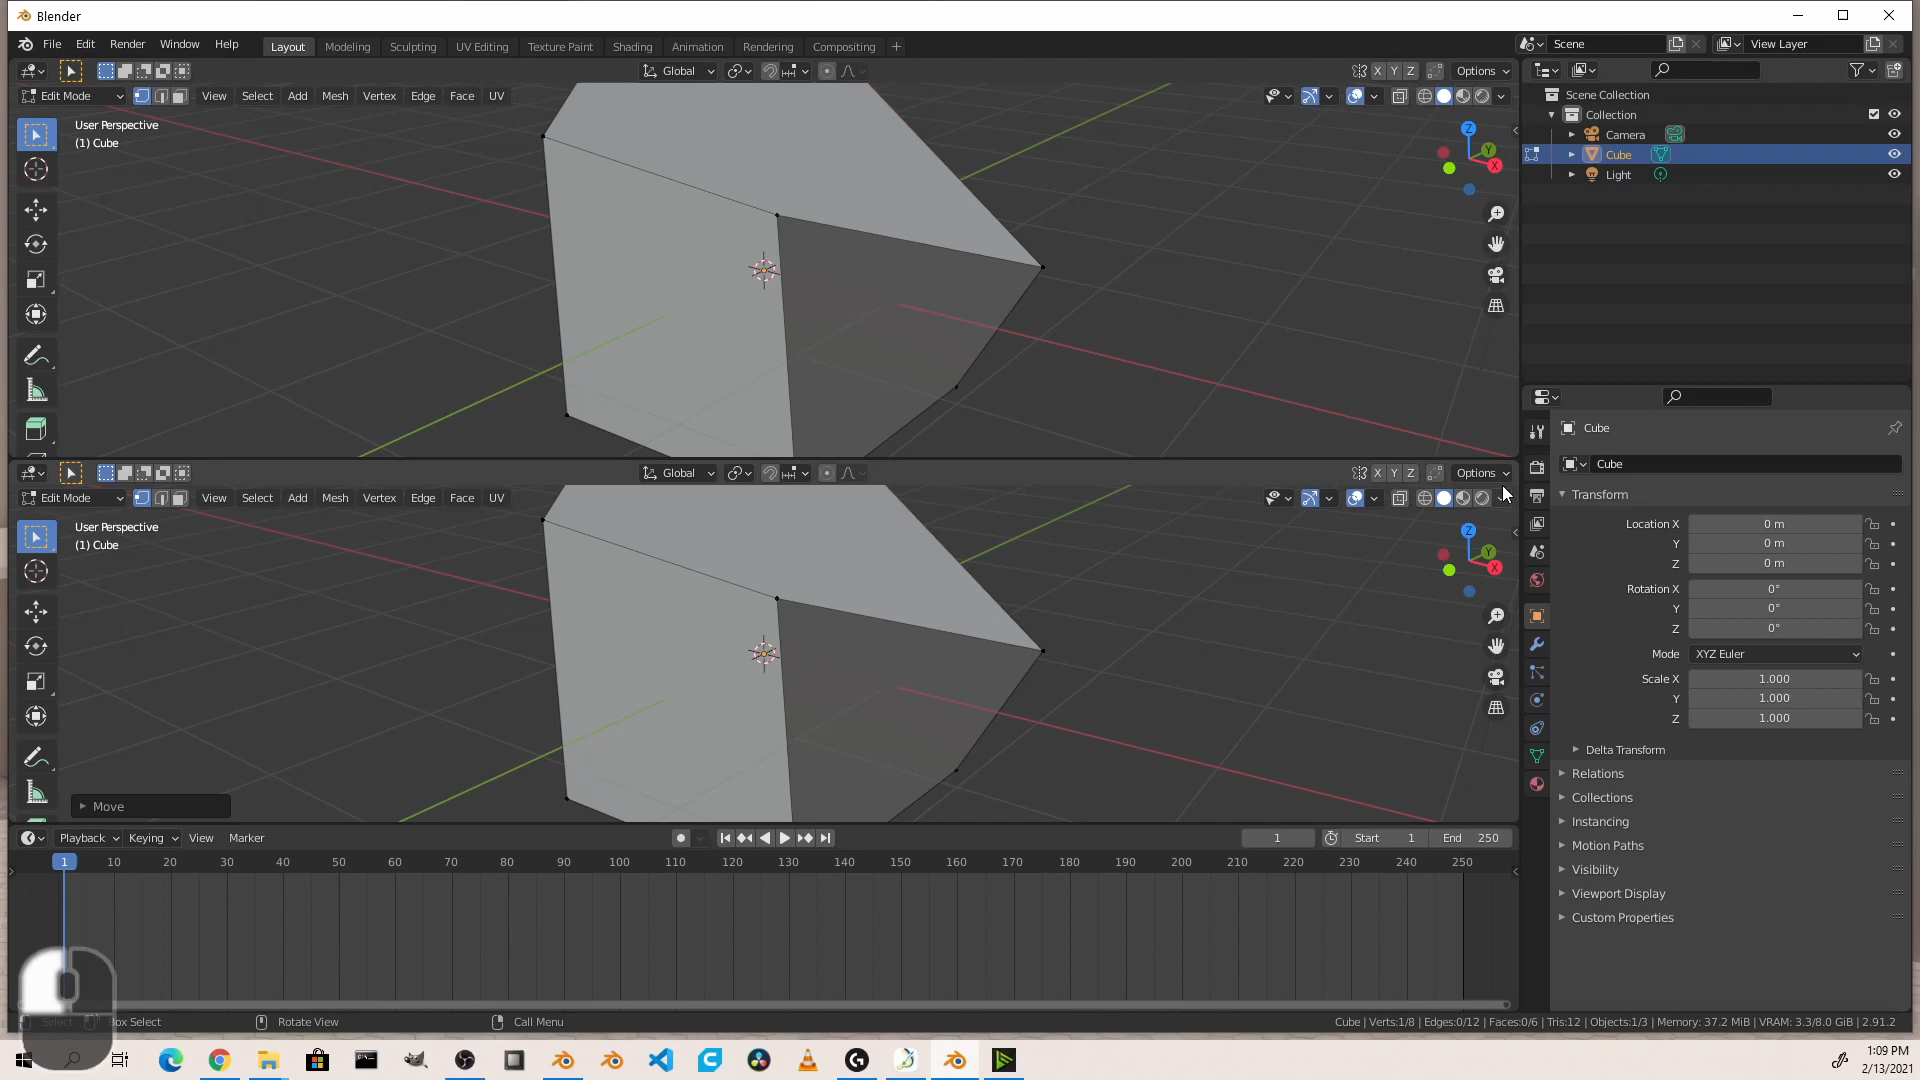 Blender
File Edit Render Window Help Layout Modeling Sculpting UV Editing Texture Paint Shading Animation Rendering Compositing + Scene View Layer
Global X Y Z Options
Edit Mode View Select Add Mesh Vertex Edge Face UV
User Perspective
(1) Cube
Z
Y
X
Scene Collection
Collection
Camera
Cube
Light
Global X Y Z Options
Edit Mode View Select Add Mesh Vertex Edge Face UV
User Perspective
(1) Cube
Z
Y
X
Move
Cube
Cube
Transform
Location X 0 m
Y 0 m
Z 0 m
Rotation X 0°
Y 0°
Z 0°
Mode XYZ Euler
Scale X 1.000
Y 1.000
Z 1.000
Delta Transform
Relations
Collections
Instancing
Motion Paths
Visibility
Viewport Display
Custom Properties
Playback Keying View Marker 1 Start 1 End 250
1 10 20 30 40 50 60 70 80 90 100 110 120 130 140 150 160 170 180 190 200 210 220 230 240 250
Select Box Select Rotate View Call Menu Cube | Verts:1/8 | Edges:0/12 | Faces:0/6 | Tris:12 | Objects:1/3 | Memory: 37.2 MiB | VRAM: 3.3/8.0 GiB | 2.91.2
1:09 PM
2/13/2021